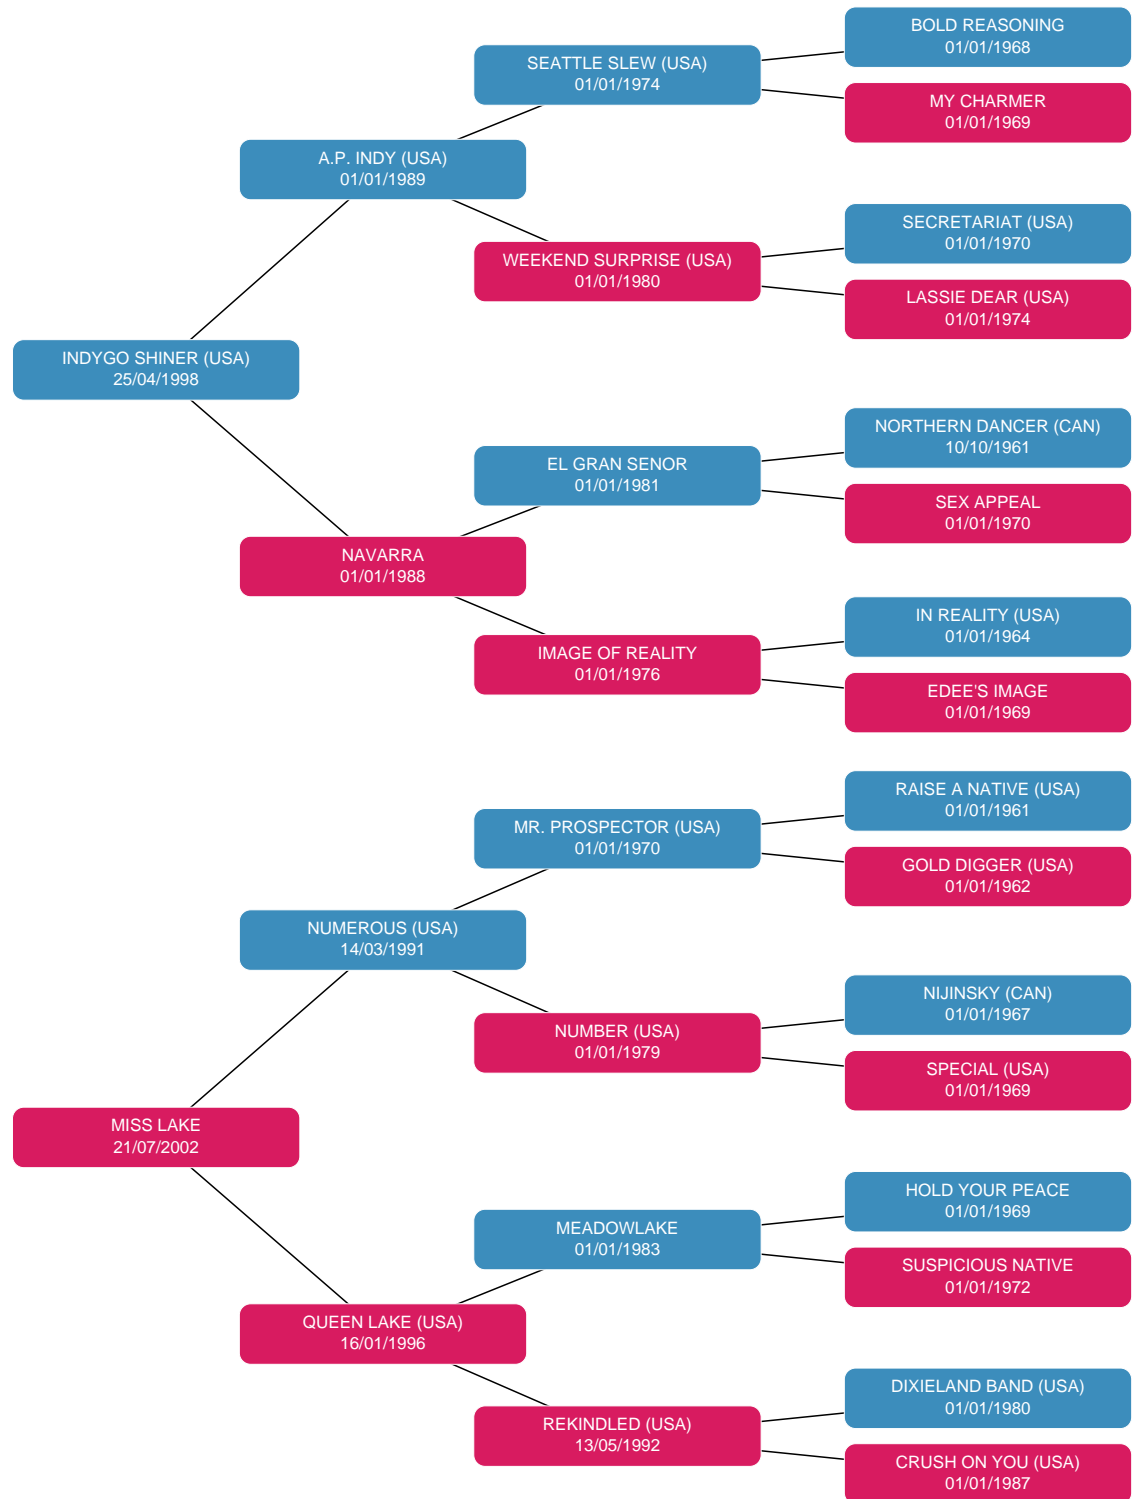 BOLD REASONING
01/01/1968
SEATTLE SLEW (USA)
01/01/1974
MY CHARMER
01/01/1969
A.P. INDY (USA)
01/01/1989
SECRETARIAT (USA)
01/01/1970
WEEKEND SURPRISE (USA)
01/01/1980
LASSIE DEAR (USA)
01/01/1974
INDYGO SHINER (USA)
25/04/1998
NORTHERN DANCER (CAN)
10/10/1961
EL GRAN SENOR
01/01/1981
SEX APPEAL
01/01/1970
NAVARRA
01/01/1988
IN REALITY (USA)
01/01/1964
IMAGE OF REALITY
01/01/1976
EDEE'S IMAGE
01/01/1969
RAISE A NATIVE (USA)
01/01/1961
MR. PROSPECTOR (USA)
01/01/1970
GOLD DIGGER (USA)
01/01/1962
NUMEROUS (USA)
14/03/1991
NIJINSKY (CAN)
01/01/1967
NUMBER (USA)
01/01/1979
SPECIAL (USA)
01/01/1969
MISS LAKE
21/07/2002
HOLD YOUR PEACE
01/01/1969
MEADOWLAKE
01/01/1983
SUSPICIOUS NATIVE
01/01/1972
QUEEN LAKE (USA)
16/01/1996
DIXIELAND BAND (USA)
01/01/1980
REKINDLED (USA)
13/05/1992
CRUSH ON YOU (USA)
01/01/1987